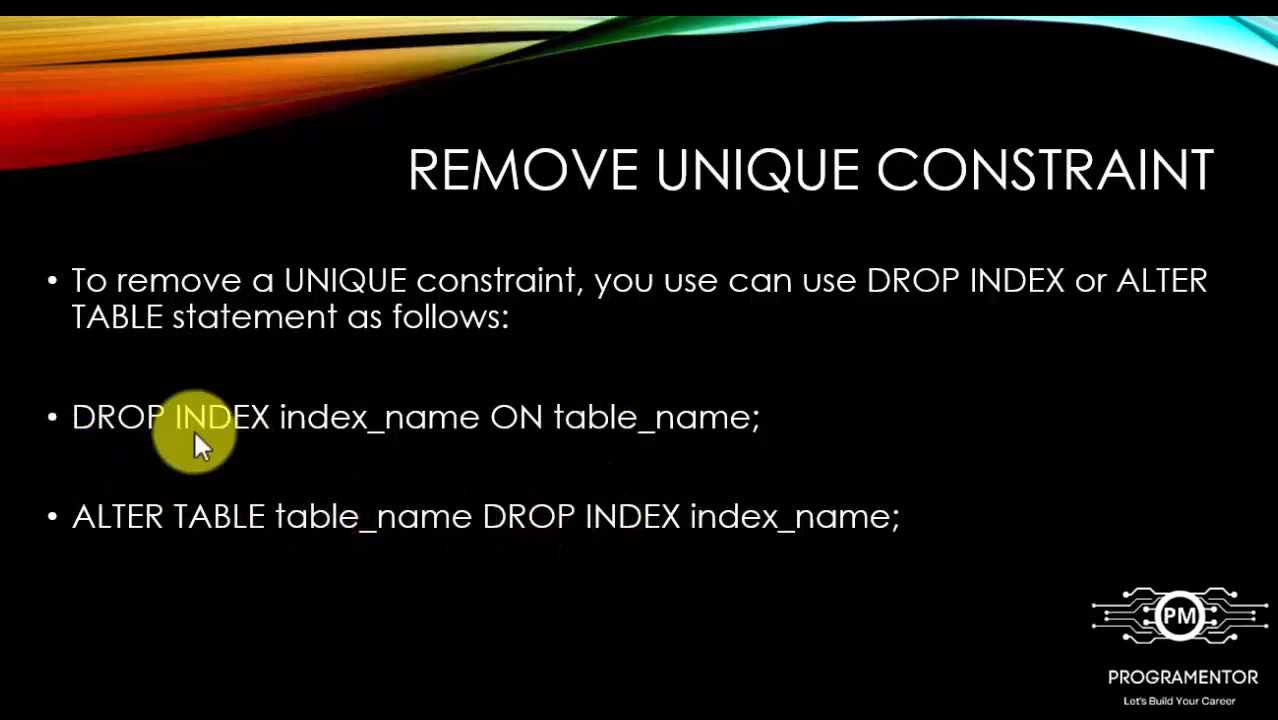 REMOVE UNIQUE CONSTRAINT
• To remove a UNIQUE constraint, you use can use DROP INDEX or ALTER
TABLE statement as follows:
• DROP INDEX index_name ON table_name;
• ALTER TABLE table_name DROP INDEX index_name;
PM
PROGRAMENTOR
Let's Build Your Career